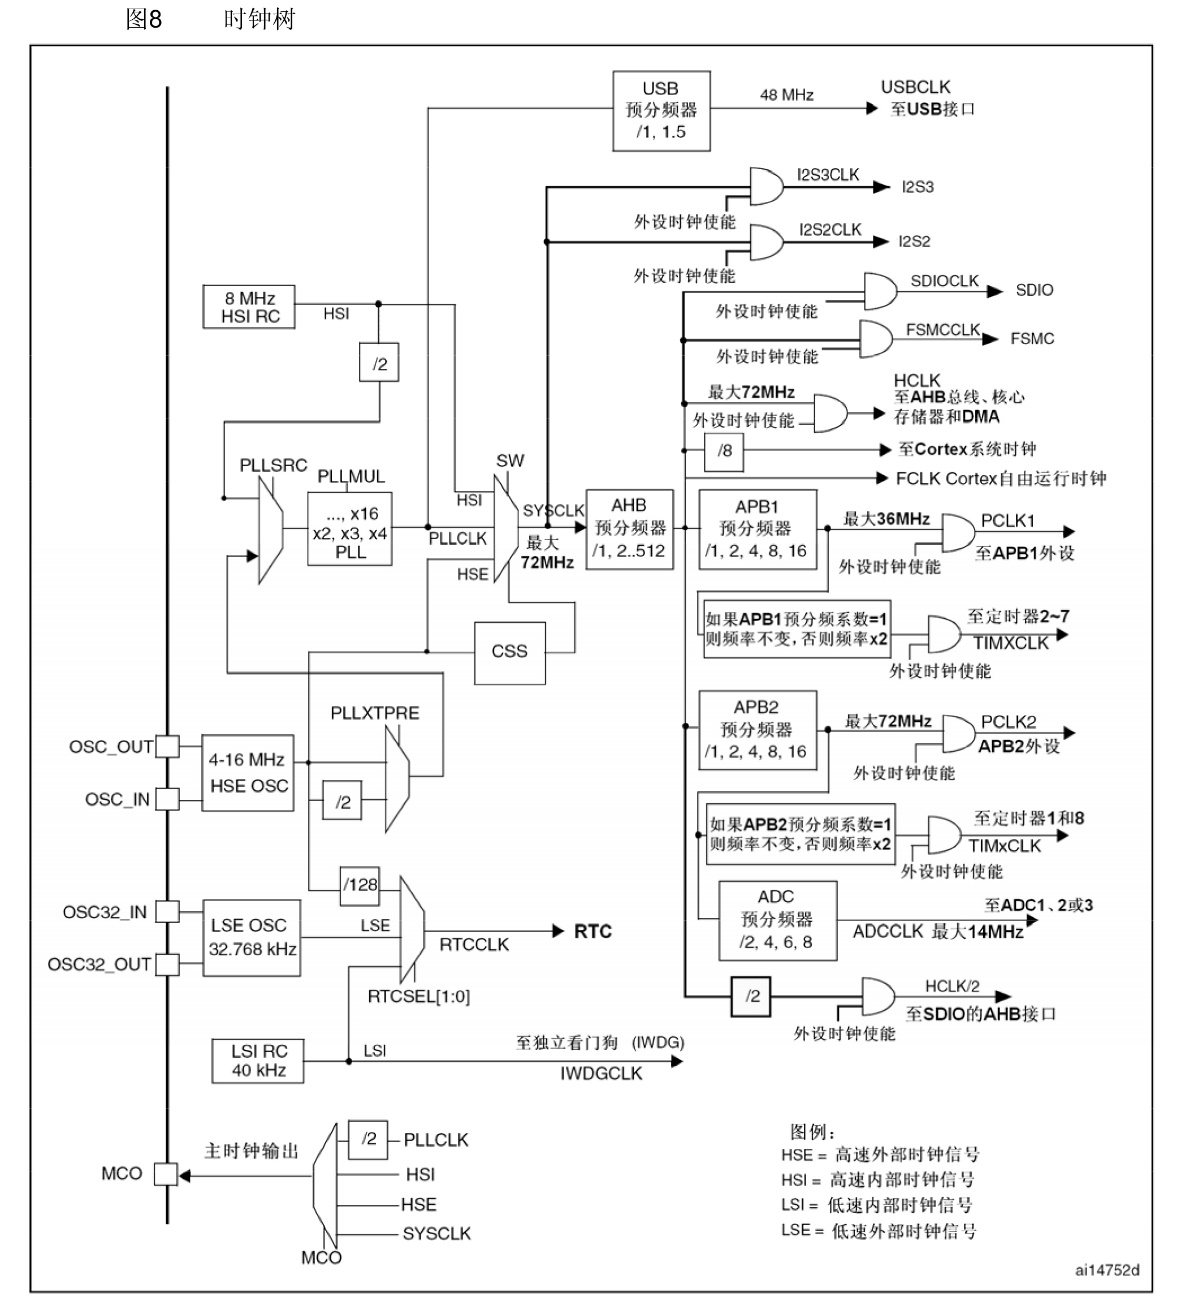 图8 时钟树
USB
预分频器
/1, 1.5
48 MHz
USBCLK
至USB接口
I2S3CLK
I2S3
外设时钟使能
I2S2CLK
I2S2
外设时钟使能
8 MHz
HSI RC
HSI
/2
SDIOCLK
SDIO
外设时钟使能
FSMCCLK
FSMC
外设时钟使能
最大72MHz
HCLK
至AHB总线、核心
存储器和DMA
外设时钟使能
/8
至Cortex系统时钟
FCLK Cortex自由运行时钟
PLLSRC
PLLMUL
..., x16
x2, x3, x4
PLL
SW
HSI
PLLCLK
HSE
SYSCLK
最大
72MHz
AHB
预分频器
/1, 2..512
APB1
预分频器
/1, 2, 4, 8, 16
最大36MHz
PCLK1
至APB1外设
外设时钟使能
如果APB1预分频系数=1
则频率不变，否则频率x2
至定时器2~7
TIMXCLK
外设时钟使能
CSS
PLLXTPRE
OSC_OUT
OSC_IN
4-16 MHz
HSE OSC
/2
APB2
预分频器
/1, 2, 4, 8, 16
最大72MHz
PCLK2
APB2外设
外设时钟使能
如果APB2预分频系数=1
则频率不变，否则频率x2
至定时器1和8
TIMxCLK
外设时钟使能
/128
OSC32_IN
OSC32_OUT
LSE OSC
32.768 kHz
LSE
RTCCLK
RTC
RTCSEL[1:0]
ADC
预分频器
/2, 4, 6, 8
至ADC1、2或3
ADCCLK 最大14MHz
/2
HCLK/2
至SDIO的AHB接口
外设时钟使能
LSI RC
40 kHz
LSI
至独立看门狗 (IWDG)
IWDGCLK
MCO
主时钟输出
/2
PLLCLK
HSI
HSE
SYSCLK
MCO
图例：
HSE = 高速外部时钟信号
HSI = 高速内部时钟信号
LSI = 低速内部时钟信号
LSE = 低速外部时钟信号
ai14752d